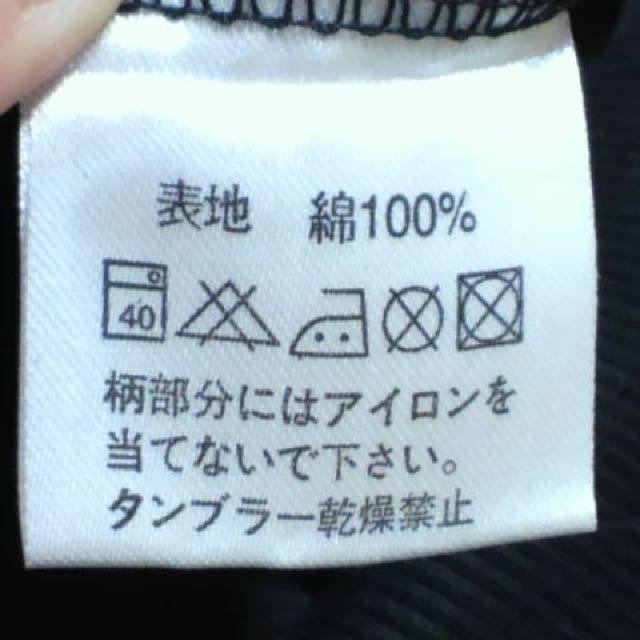 表地 綿100%
40
柄部分にはアイロンを
当てないで下さい。
タンブラー乾燥禁止